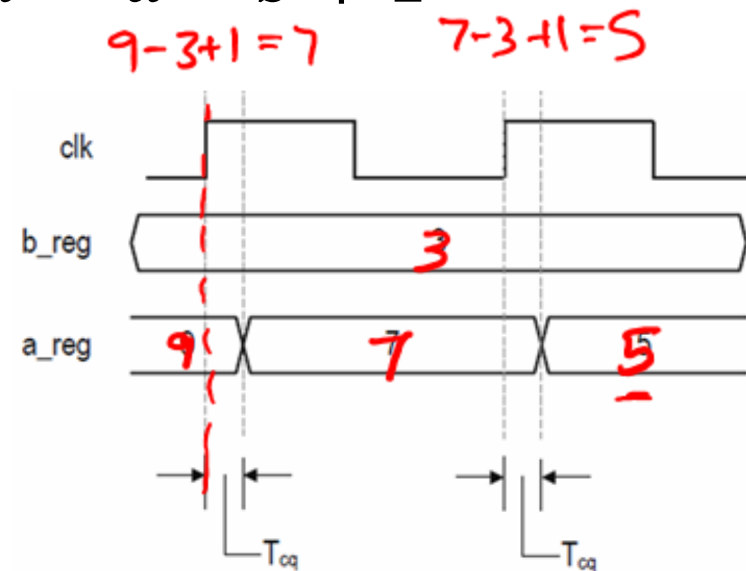 9-3+1=7 7-3+1=5
clk
b_reg 3
a_reg 9 7 5
Tcq Tcq